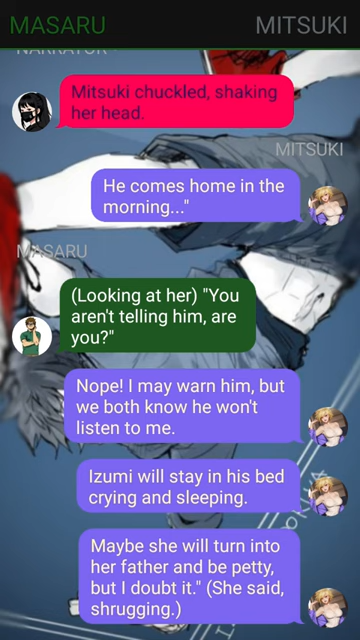 MASARU
MITSUKI
NARRATOR
Mitsuki chuckled, shaking
her head.
MITSUKI
He comes home in the
morning..."
MASARU
(Looking at her) "You
aren't telling him, are
you?"
Nope! I may warn him, but
we both know he won't
listen to me.
Izumi will stay in his bed
crying and sleeping.
Maybe she will turn into
her father and be petty,
but I doubt it." (She said,
shrugging.)